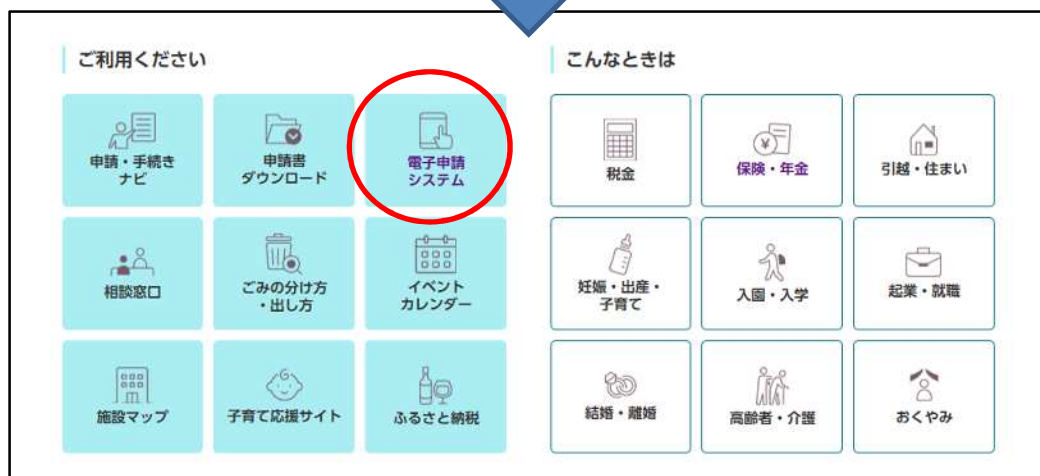 ご利用ください
申請・手続き
ナビ
申請書
ダウンロード
電子申請
システム
相談窓口
ごみの分け方
・出し方
イベント
カレンダー
施設マップ
子育て応援サイト
ふるさと納税
こんなときは
税金
保険・年金
引越・住まい
妊娠・出産・
子育て
入園・入学
起業・就職
結婚・離婚
高齢者・介護
おくやみ